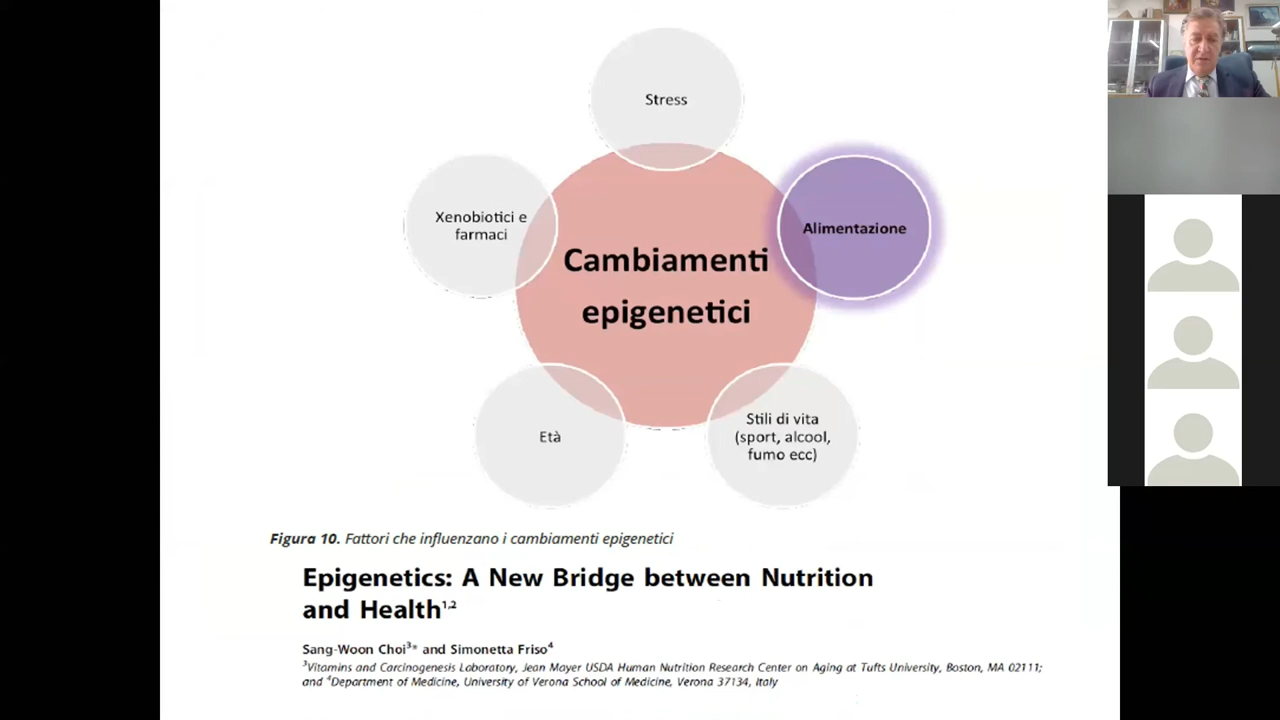 Stress
Xenobiotici e
farmaci
Alimentazione
Cambiamenti
epigenetici
Età
Stili di vita
(sport, alcool,
fumo ecc)
Figura 10. Fattori che influenzano i cambiamenti epigenetici
Epigenetics: A New Bridge between Nutrition
and Health1,2
Sang-Woon Choi3* and Simonetta Friso4
3Vitamins and Carcinogenesis Laboratory, Jean Mayer USDA Human Nutrition Research Center on Aging at Tufts University, Boston, MA 02111;
and 4Department of Medicine, University of Verona School of Medicine, Verona 37134, Italy